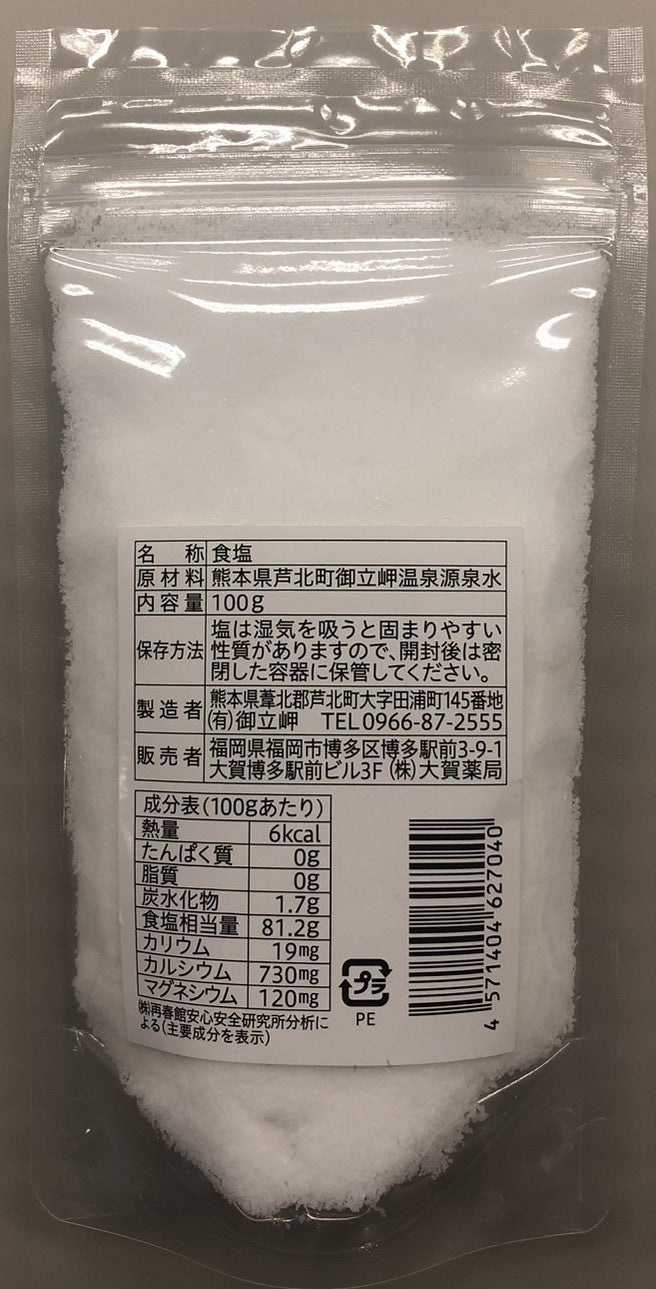 名称 食塩
原材料 熊本県芦北町御立岬温泉源泉水
内容量 100g
保存方法 塩は湿気を吸うと固まりやすい
性質がありますので、開封後は密
閉した容器に保管してください。
製造者 熊本県葦北郡芦北町大字田浦町145番地
(有)御立岬 TEL0966-87-2555
販売者 福岡県福岡市博多区博多駅前3-9-1
大賀博多駅前ビル3F (株)大賀薬局
成分表(100gあたり)
熱量 6kcal
たんぱく質 0g
脂質 0g
炭水化物 1.7g
食塩相当量 81.2g
カリウム 19mg
カルシウム 730mg
マグネシウム 120mg
㈱再春館安心安全研究所分析に
よる(主要成分を表示)
プラ
PE
4 571404 627040